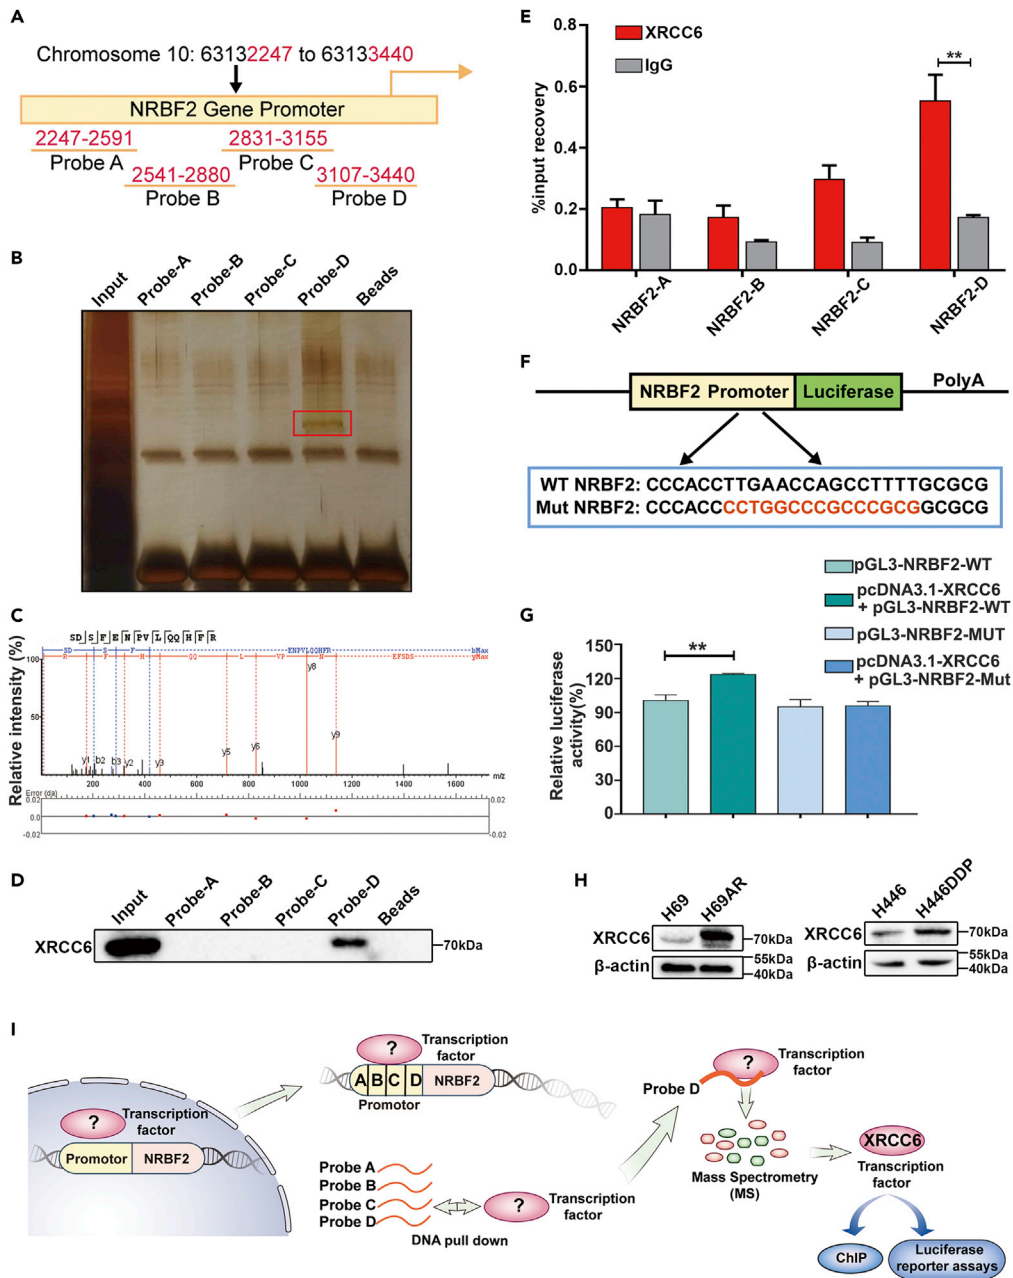 A
Chromosome 10: 63132247 to 63133440
NRBF2 Gene Promoter
2247-2591
Probe A
2541-2880
Probe B
2831-3155
Probe C
3107-3440
Probe D
B
Input
Probe-A
Probe-B
Probe-C
Probe-D
Beads
C
Relative intensity (%)
SD S F E N P V L QQ H F R
SD S F ENPVLQQHFR bMax
R F H QQ L VP N EFSDS yMax
100
50
y1 b2 b3 y2 y3 y5 y6 y8 y9
200 400 600 800 1000 1200 1400 1600 m/z
Error (da)
0.02 0.02
0.0
-0.02 -0.02
D
Input
Probe-A
Probe-B
Probe-C
Probe-D
Beads
XRCC6
70kDa
E
%input recovery
0.8
0.6
0.4
0.2
0.0
XRCC6
IgG
**
NRBF2-A
NRBF2-B
NRBF2-C
NRBF2-D
F
NRBF2 Promoter
Luciferase
PolyA
WT NRBF2: CCCACCTTGAACCAGCCTTTTGCGCG
Mut NRBF2: CCCACCCCTGGCCCGCCCGCGGCGCG
G
Relative luciferase
activity(%)
150
120
90
60
30
0
**
pGL3-NRBF2-WT
pcDNA3.1-XRCC6
+ pGL3-NRBF2-WT
pGL3-NRBF2-MUT
pcDNA3.1-XRCC6
+ pGL3-NRBF2-Mut
H
H69
H69AR
XRCC6
70kDa
β-actin
55kDa
40kDa
H446
H446DDP
XRCC6
70kDa
β-actin
55kDa
40kDa
I
?
Transcription
factor
Promotor
NRBF2
?
Transcription
factor
A B C D NRBF2
Promotor
Probe A
Probe B
Probe C
Probe D
?
Transcription
factor
DNA pull down
Probe D
?
Transcription
factor
Mass Spectrometry
(MS)
XRCC6
Transcription
factor
ChIP
Luciferase
reporter assays